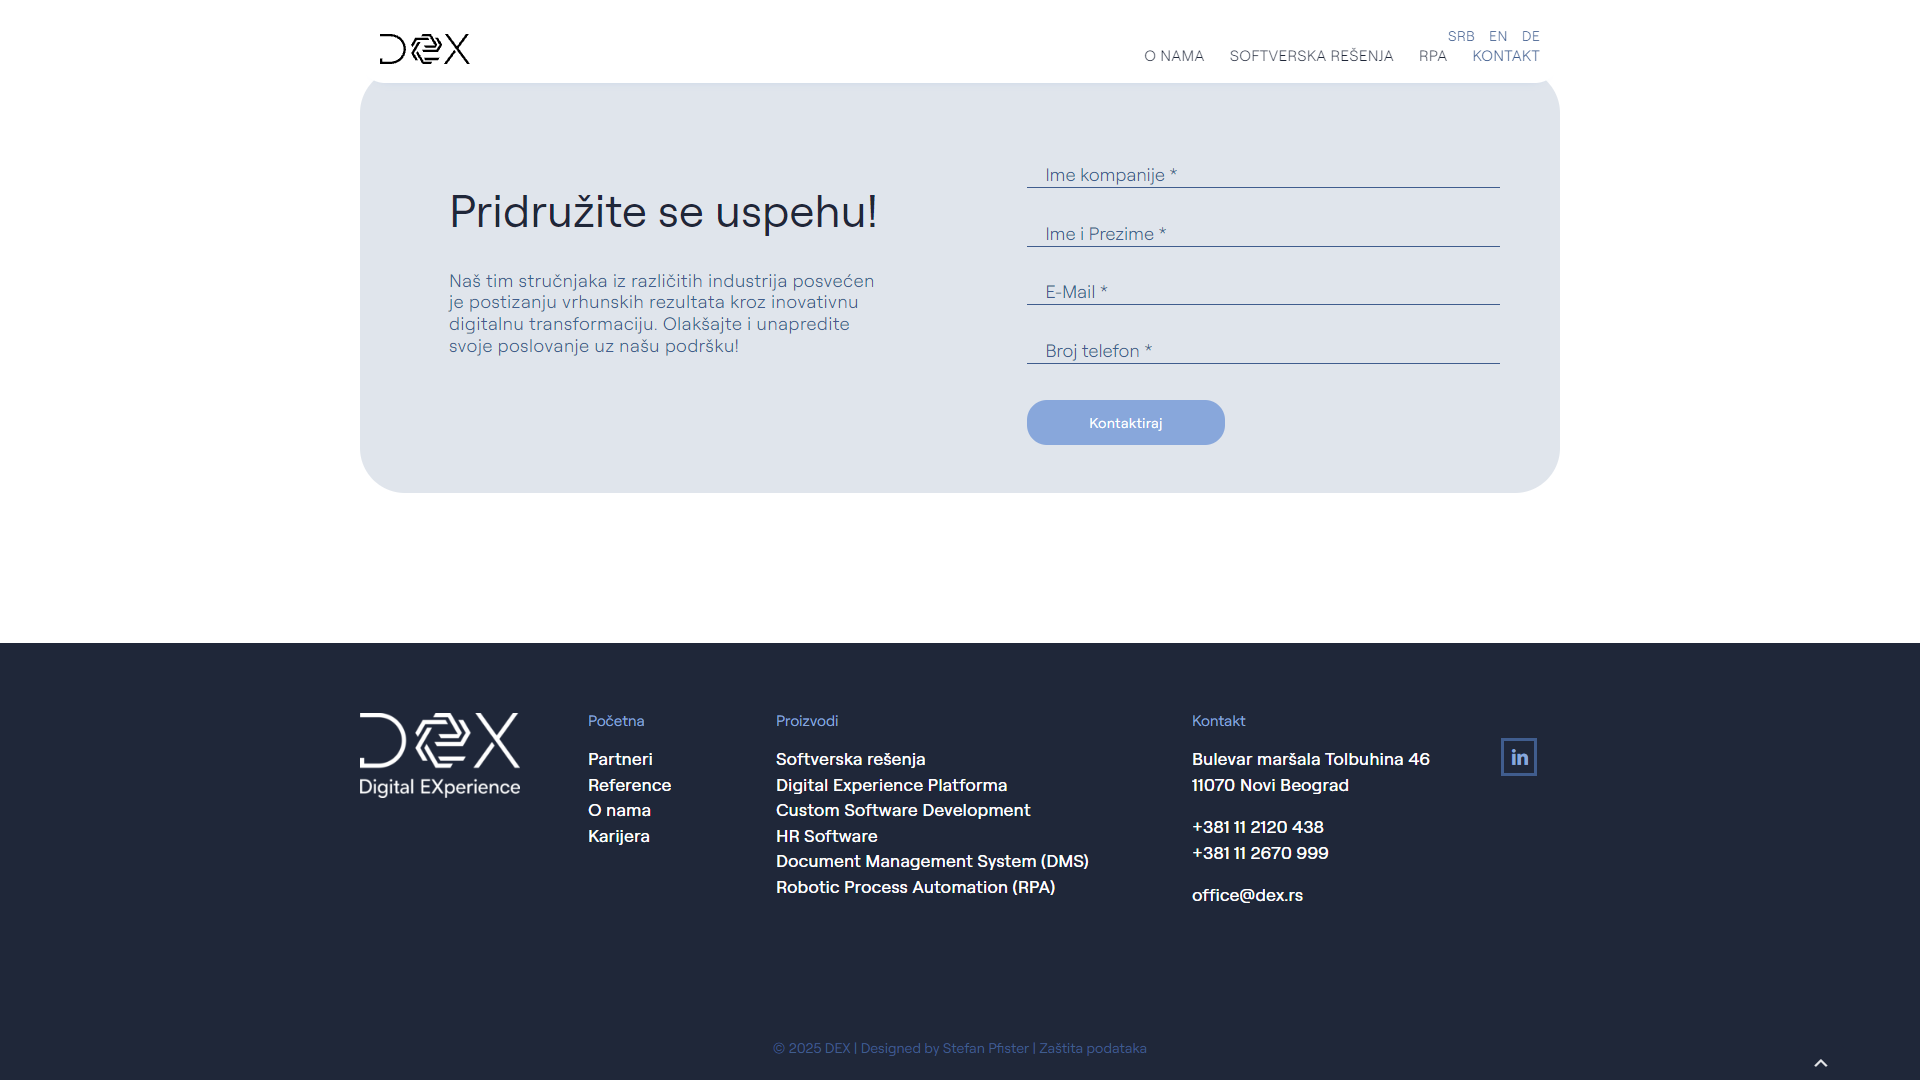 DEX
SRB EN DE
O NAMA SOFTVERSKA REŠENJA RPA KONTAKT
Pridružite se uspehu!
Naš tim stručnjaka iz različitih industrija posvećen
je postizanju vrhunskih rezultata kroz inovativnu
digitalnu transformaciju. Olakšajte i unapredite
svoje poslovanje uz našu podršku!
Ime kompanije *
Ime i Prezime *
E-Mail *
Broj telefon *
Kontaktiraj
DEX
Digital EXperience
Početna
Partneri
Reference
O nama
Karijera
Proizvodi
Softverska rešenja
Digital Experience Platforma
Custom Software Development
HR Software
Document Management System (DMS)
Robotic Process Automation (RPA)
Kontakt
Bulevar maršala Tolbuhina 46
11070 Novi Beograd
+381 11 2120 438
+381 11 2670 999
office@dex.rs
in
© 2025 DEX | Designed by Stefan Pfister | Zaštita podataka